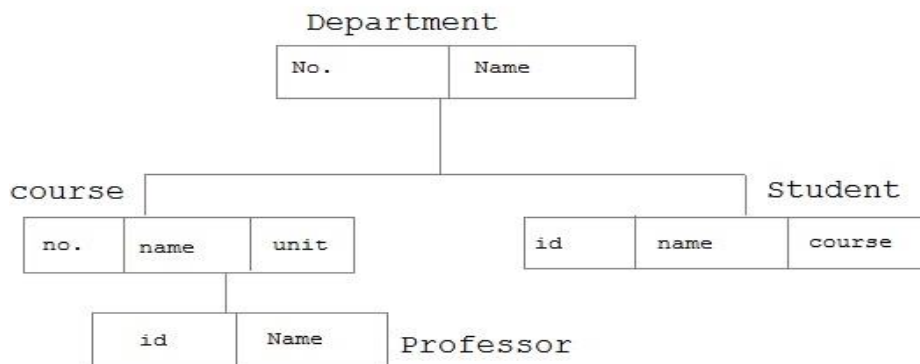 Department
No. Name
course
Student
no. name unit
id name course
id Name
Professor